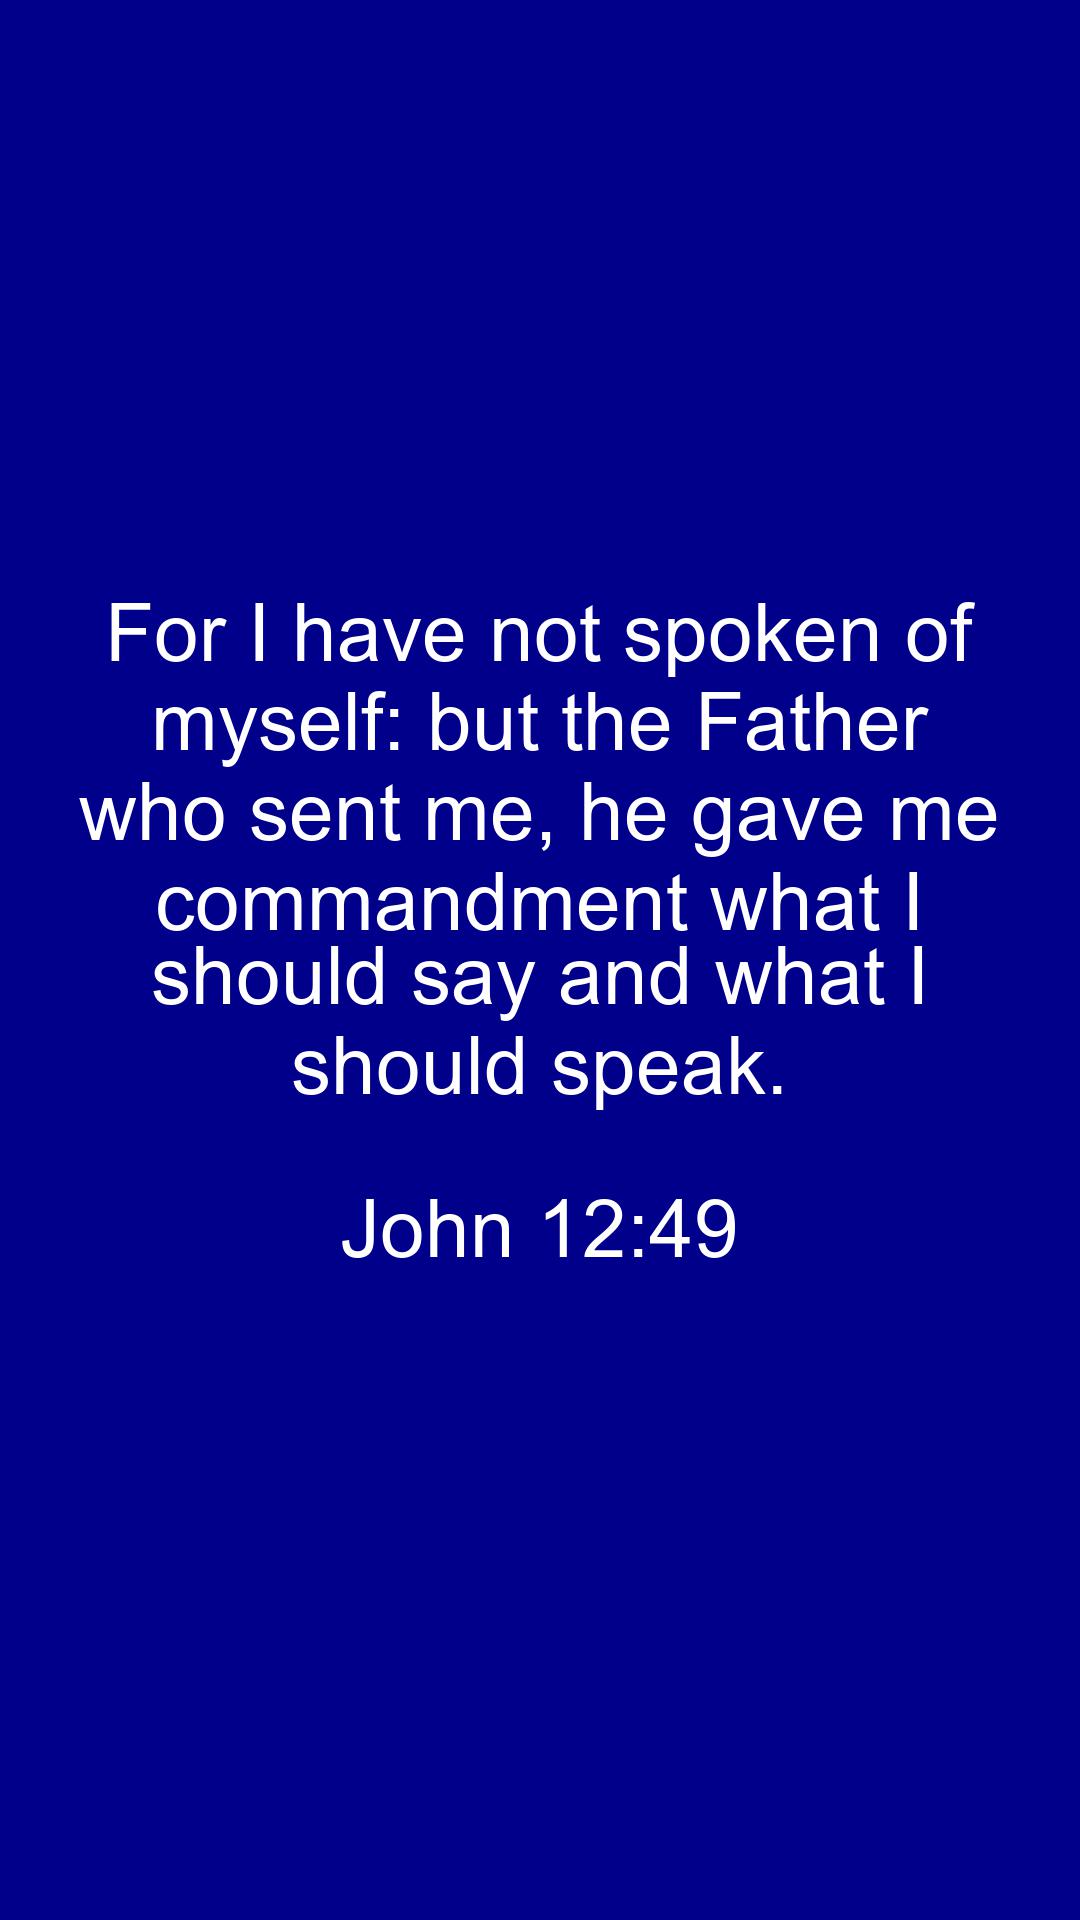 For I have not spoken of
myself: but the Father
who sent me, he gave me
commandment what I
should say and what I
should speak.
John 12:49